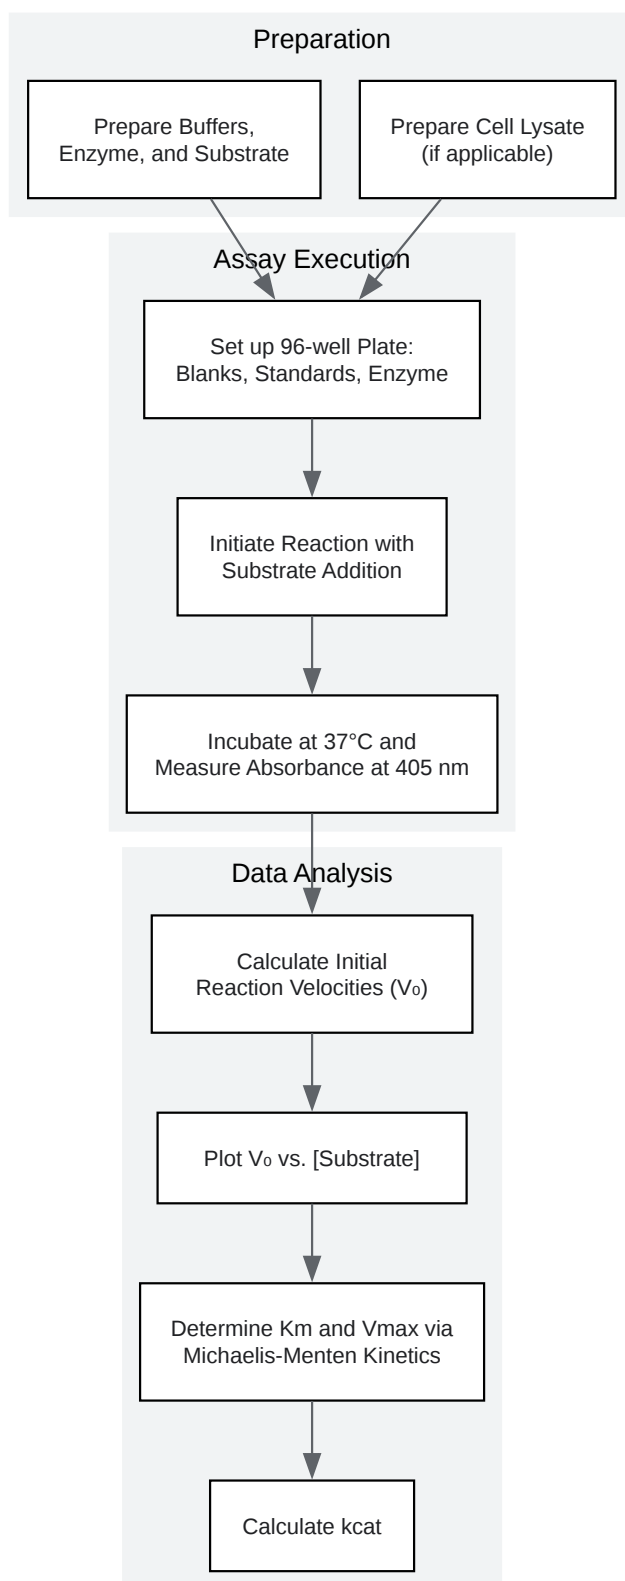 Preparation
Prepare Buffers,
Enzyme, and Substrate
Prepare Cell Lysate
(if applicable)
Assay Execution
Set up 96-well Plate:
Blanks, Standards, Enzyme
Initiate Reaction with
Substrate Addition
Incubate at 37°C and
Measure Absorbance at 405 nm
Data Analysis
Calculate Initial
Reaction Velocities (V₀)
Plot V₀ vs. [Substrate]
Determine Km and Vmax via
Michaelis-Menten Kinetics
Calculate kcat